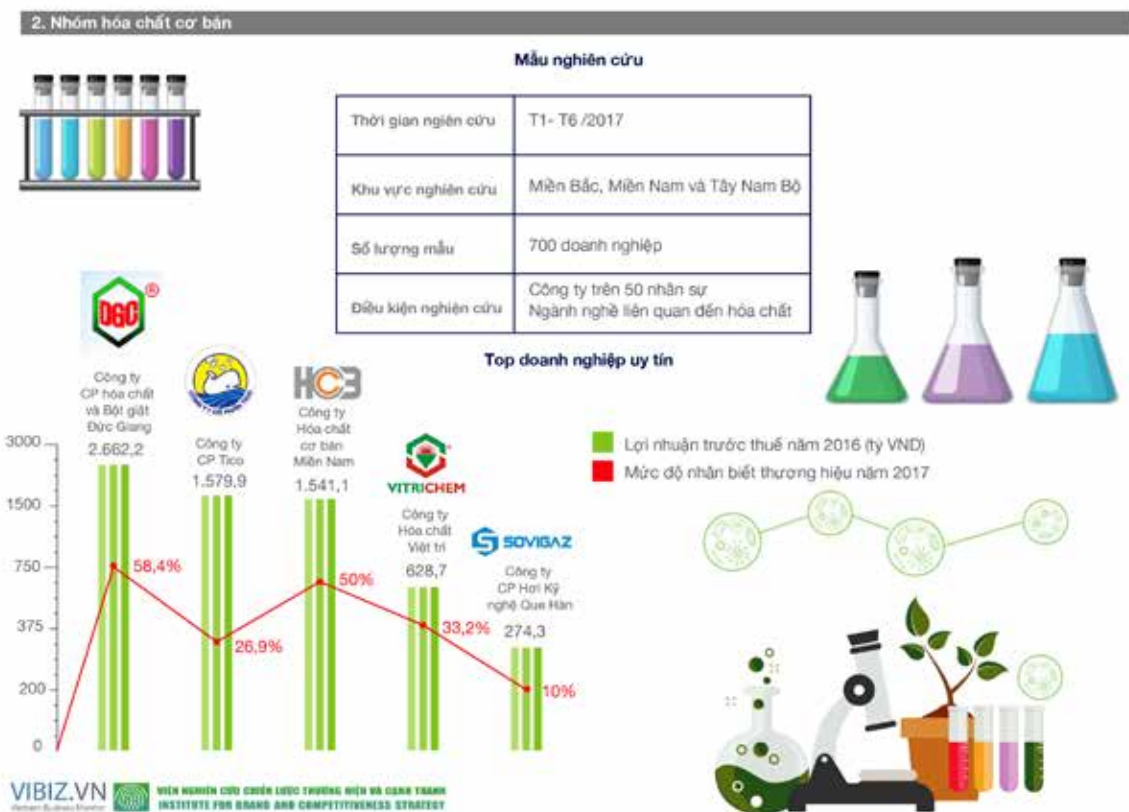 2. Nhóm hóa chất cơ bản
Mẫu nghiên cứu
Thời gian ngiên cứu
T1- T6 /2017
Khu vực nghiên cứu
Miền Bắc, Miền Nam và Tây Nam Bộ
Số lượng mẫu
700 doanh nghiệp
Điều kiện nghiên cứu
Công ty trên 50 nhân sự
Ngành nghề liên quan đến hóa chất
Top doanh nghiệp uy tín
DGC
®
Công ty
CP hóa chất
và Bột giặt
Đức Giang
2.662,2
Công ty
CP Tico
1.579,9
HC3
Công ty
Hóa chất
cơ bản
Miền Nam
1.541,1
VITRICHEM
Công ty
Hóa chất
Việt trì
628,7
SOVIGAZ
Công ty
CP Hơi Kỹ
nghệ Que Hàn
274,3
Lợi nhuận trước thuế năm 2016 (tỷ VND)
Mức độ nhân biết thương hiệu năm 2017
3000
1500
750
375
200
0
58,4%
26,9%
50%
33,2%
10%
VIBIZ.VN
Vietnam Business Monitor
VIỆN NGHIÊN CỨU CHIẾN LƯỢC THƯƠNG HIỆU VÀ CẠNH TRANH
INSTITUTE FOR BRAND AND COMPETITIVENESS STRATEGY